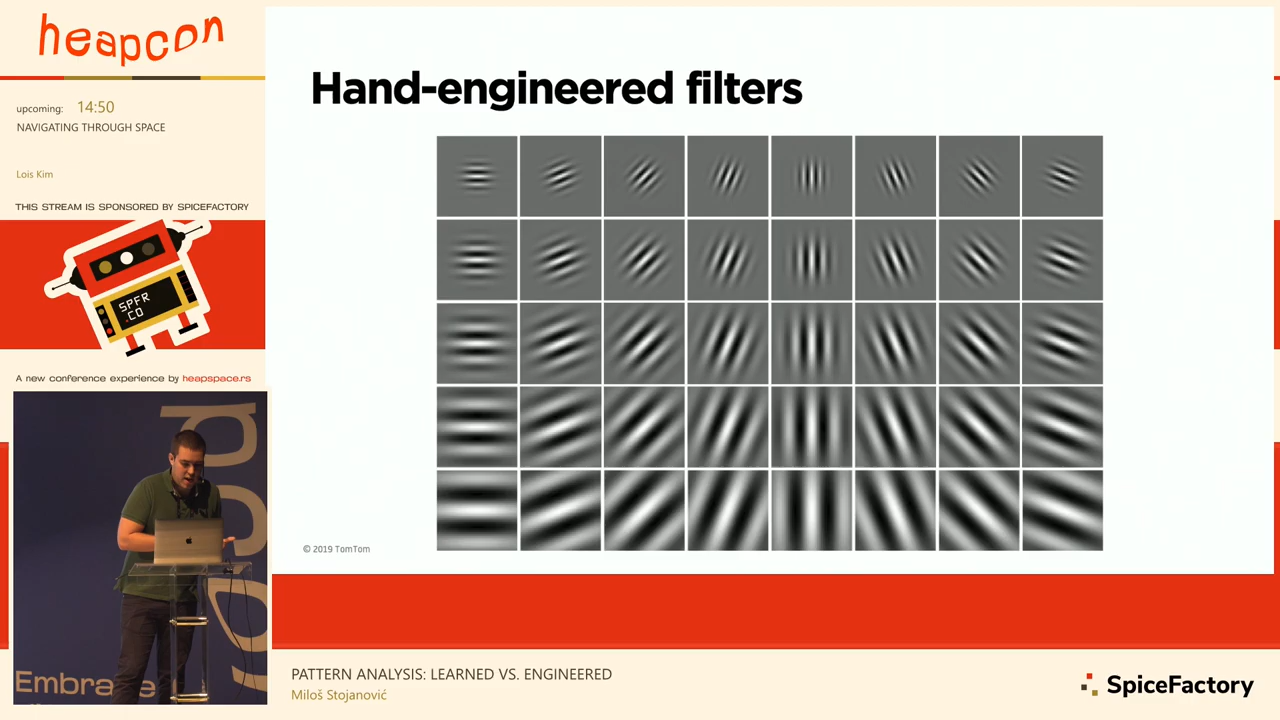 heapcon
upcoming: 14:50
NAVIGATING THROUGH SPACE
Lois Kim
THIS STREAM IS SPONSORED BY SPICEFACTORY
SPFR
.CO
A new conference experience by heapspace.rs
Embrace
Hand-engineered filters
© 2019 TomTom
PATTERN ANALYSIS: LEARNED VS. ENGINEERED
Miloš Stojanović
SpiceFactory